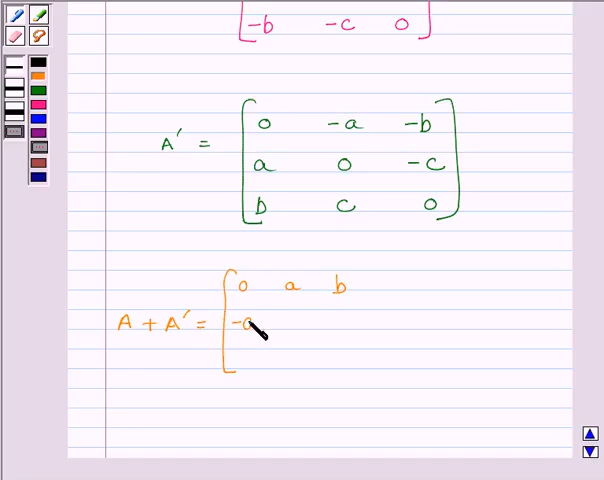 -b -c 0
A' = 0 -a -b
a 0 -c
b c 0
0 a b
A + A' = -a